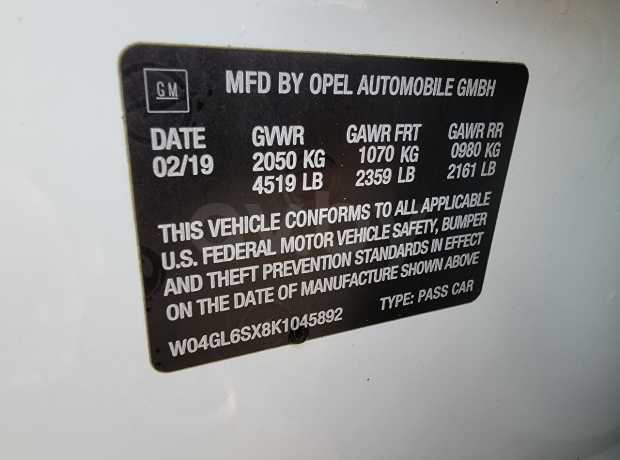 GM
MFD BY OPEL AUTOMOBILE GMBH
DATE GVWR GAWR FRT GAWR RR
02/19 2050 KG 1070 KG 0980 KG
4519 LB 2359 LB 2161 LB
THIS VEHICLE CONFORMS TO ALL APPLICABLE
U.S. FEDERAL MOTOR VEHICLE SAFETY, BUMPER
AND THEFT PREVENTION STANDARDS IN EFFECT
ON THE DATE OF MANUFACTURE SHOWN ABOVE
W04GL6SX8K1045892 TYPE: PASS CAR